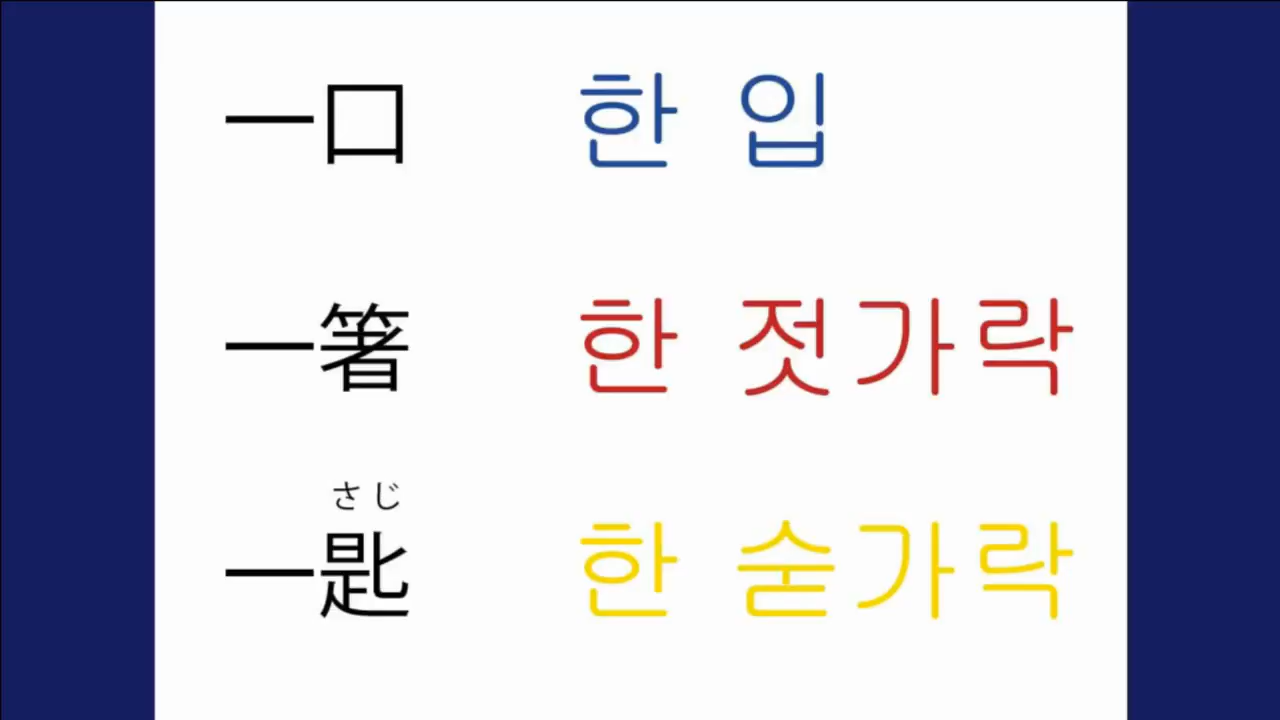 一口 한 입
一箸 한 젓가락
さじ
一匙 한 숟가락